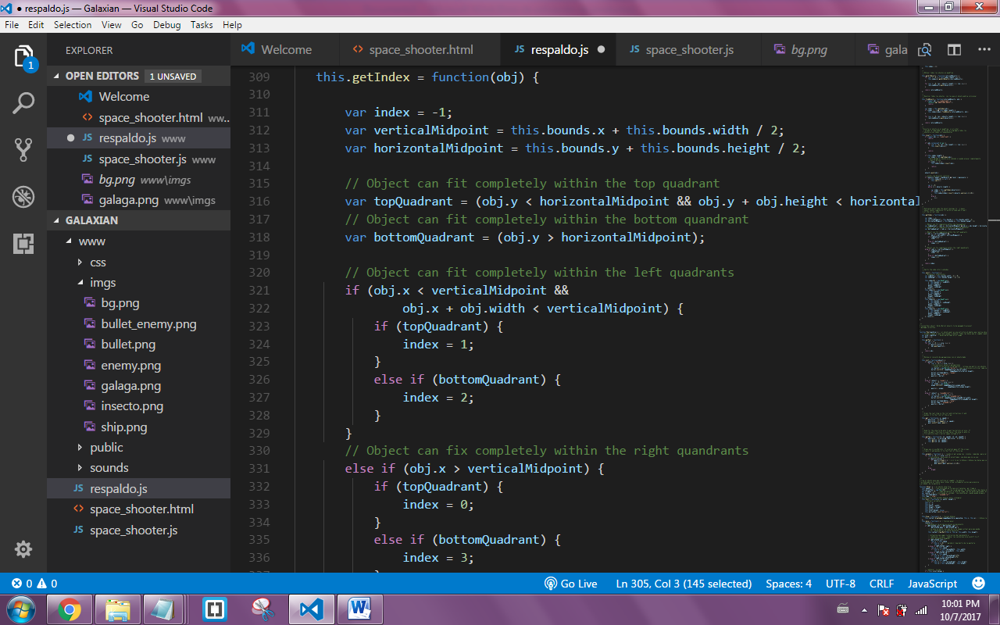 ● respaldo.js — Galaxian — Visual Studio Code
File Edit Selection View Go Debug Tasks Help
EXPLORER
OPEN EDITORS 1 UNSAVED
Welcome
space_shooter.html ww...
respaldo.js www
space_shooter.js www
bg.png www\imgs
galaga.png www\imgs
GALAXIAN
www
css
imgs
bg.png
bullet_enemy.png
bullet.png
enemy.png
galaga.png
insecto.png
ship.png
public
sounds
JS respaldo.js
space_shooter.html
JS space_shooter.js
1
Welcome
space_shooter.html
JS respaldo.js
JS space_shooter.js
bg.png
gala
309 this.getIndex = function(obj) {
310
311 var index = -1;
312 var verticalMidpoint = this.bounds.x + this.bounds.width / 2;
313 var horizontalMidpoint = this.bounds.y + this.bounds.height / 2;
314
315 // Object can fit completely within the top quadrant
316 var topQuadrant = (obj.y < horizontalMidpoint && obj.y + obj.height < horizontal
317 // Object can fit completely within the bottom quandrant
318 var bottomQuadrant = (obj.y > horizontalMidpoint);
319
320 // Object can fit completely within the left quadrants
321 if (obj.x < verticalMidpoint &&
322 obj.x + obj.width < verticalMidpoint) {
323 if (topQuadrant) {
324 index = 1;
325 }
326 else if (bottomQuadrant) {
327 index = 2;
328 }
329 }
330 // Object can fix completely within the right quandrants
331 else if (obj.x > verticalMidpoint) {
332 if (topQuadrant) {
333 index = 0;
334 }
335 else if (bottomQuadrant) {
336 index = 3;
0 0 Go Live Ln 305, Col 3 (145 selected) Spaces: 4 UTF-8 CRLF JavaScript
10:01 PM
10/7/2017